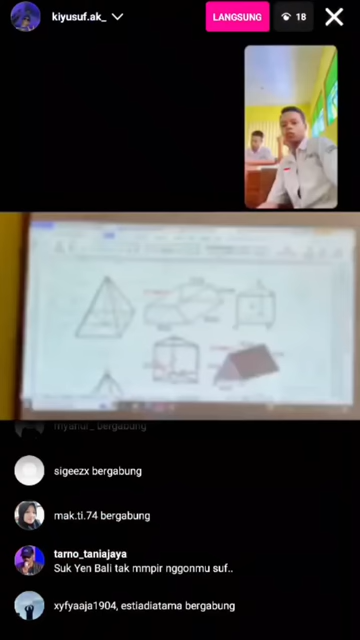 kiyusuf.ak_
LANGSUNG
18
bergabung
sigeezx bergabung
mak.ti.74 bergabung
tarno_taniajaya
Suk Yen Bali tak mmpir nggonmu suf..
xyfyaaja1904, estiadiatama bergabung